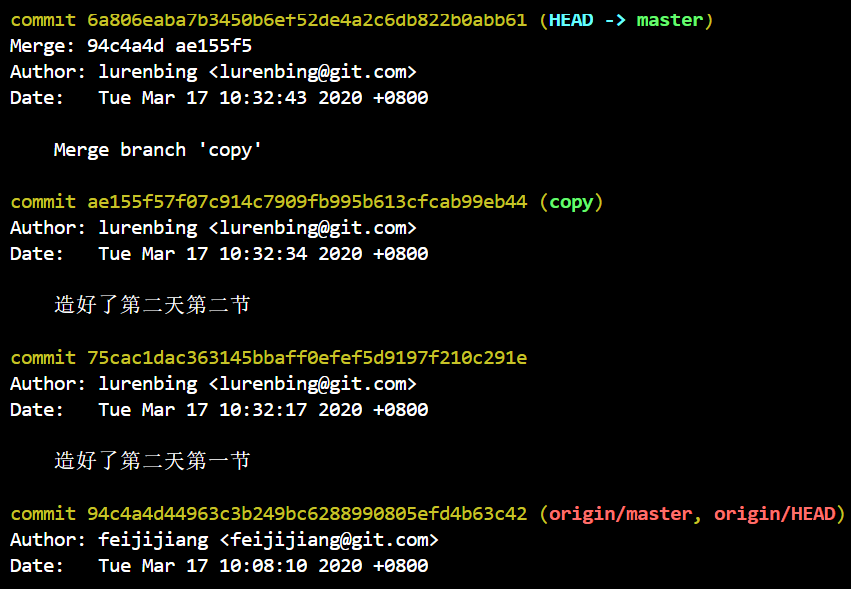 commit 6a806eaba7b3450b6ef52de4a2c6db822b0abb61 (HEAD -> master)
Merge: 94c4a4d ae155f5
Author: lurenbing <lurenbing@git.com>
Date:   Tue Mar 17 10:32:43 2020 +0800
Merge branch 'copy'
commit ae155f57f07c914c7909fb995b613cfcab99eb44 (copy)
Author: lurenbing <lurenbing@git.com>
Date:   Tue Mar 17 10:32:34 2020 +0800
造好了第二天第二节
commit 75cac1dac363145bbaff0efef5d9197f210c291e
Author: lurenbing <lurenbing@git.com>
Date:   Tue Mar 17 10:32:17 2020 +0800
造好了第二天第一节
commit 94c4a4d44963c3b249bc6288990805efd4b63c42 (origin/master, origin/HEAD)
Author: feijijiang <feijijiang@git.com>
Date:   Tue Mar 17 10:08:10 2020 +0800